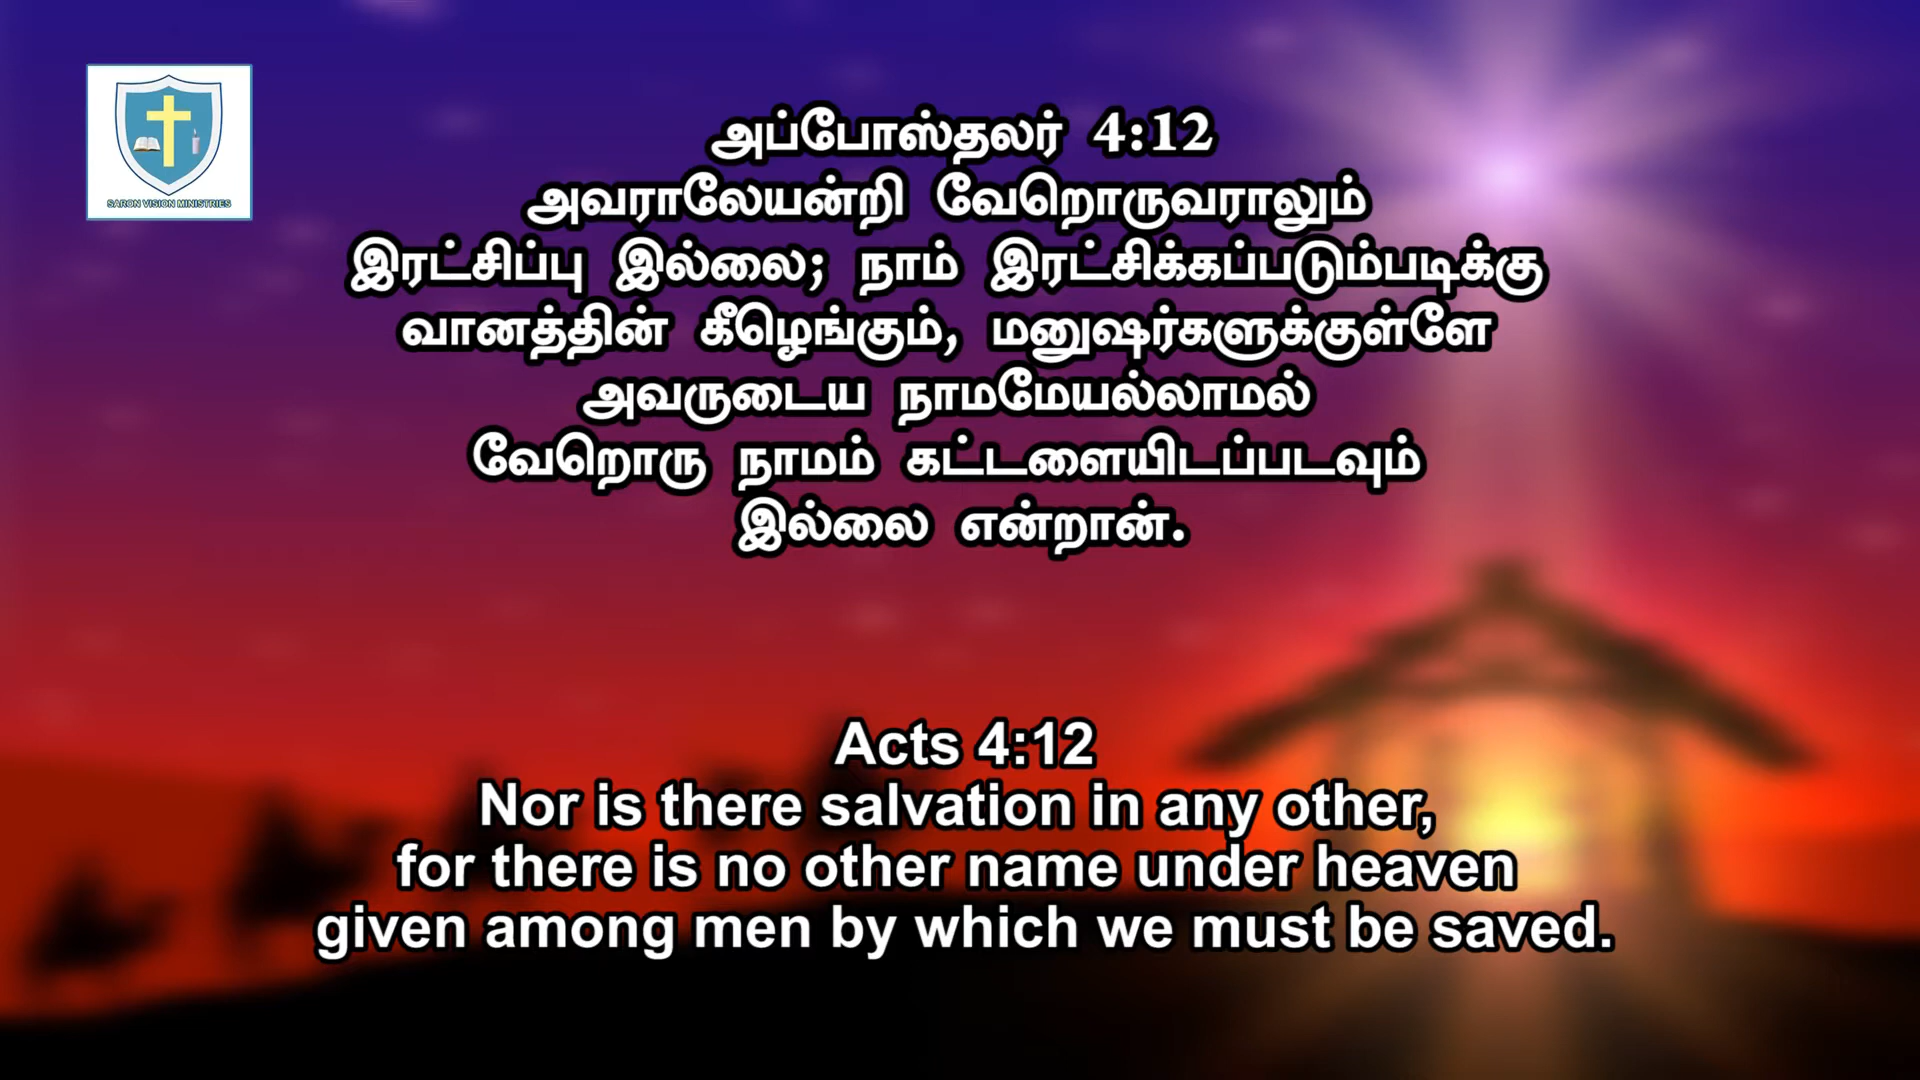 SARON VISION MINISTRIES
அப்போஸ்தலர் 4:12
அவராலேயன்றி வேறொருவராலும்
இரட்சிப்பு இல்லை; நாம் இரட்சிக்கப்படும்படிக்கு
வானத்தின் கீழெங்கும், மனுஷர்களுக்குள்ளே
அவருடைய நாமமேயல்லாமல்
வேறொரு நாமம் கட்டளையிடப்படவும்
இல்லை என்றான்.
Acts 4:12
Nor is there salvation in any other,
for there is no other name under heaven
given among men by which we must be saved.